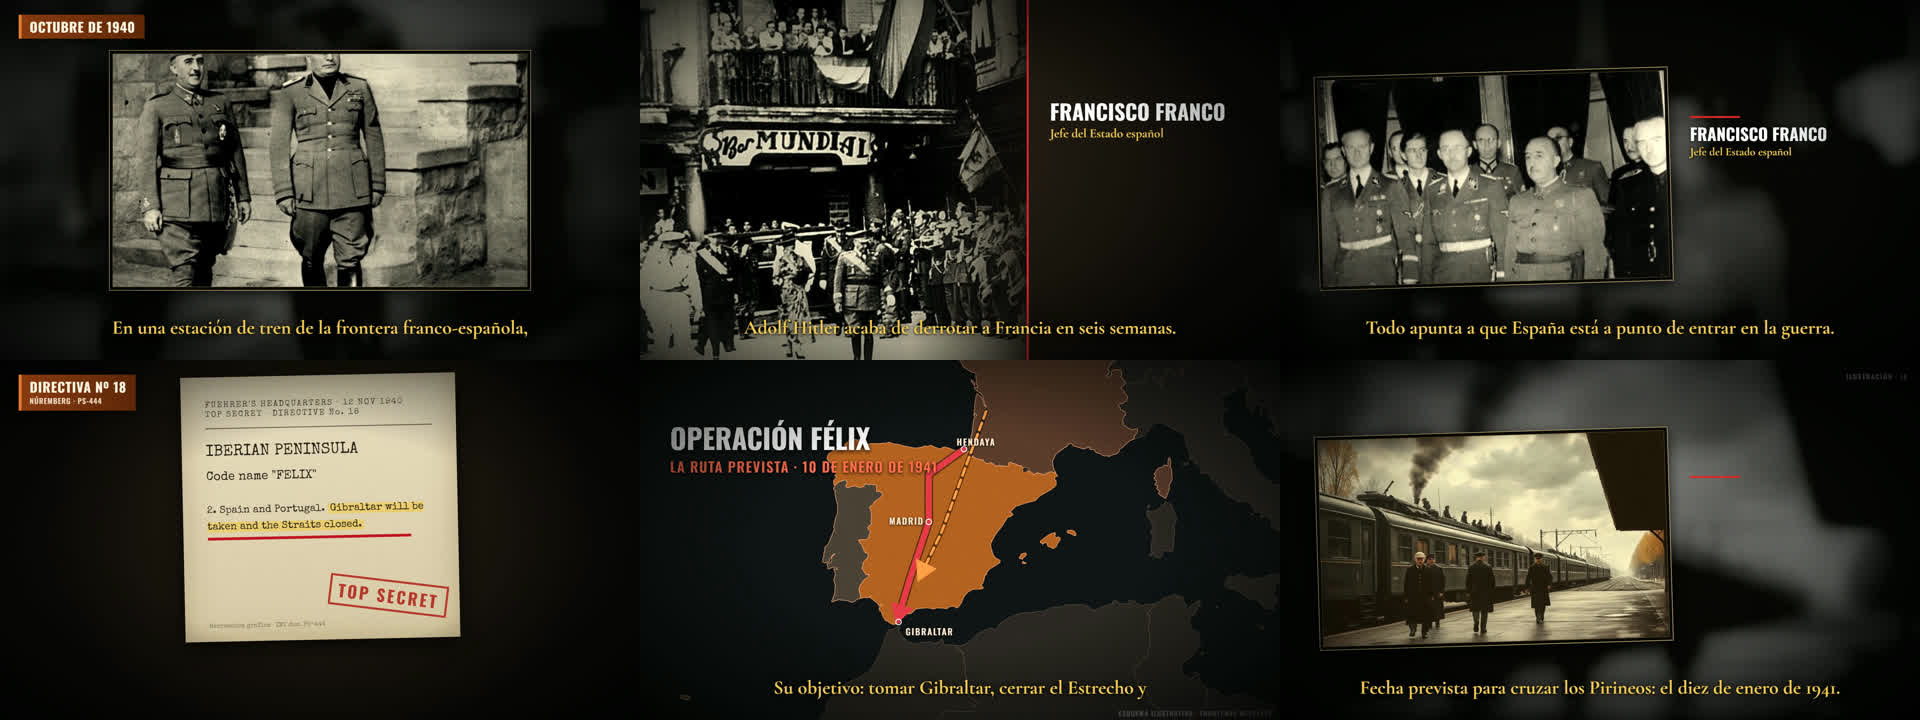 OCTUBRE DE 1940
En una estación de tren de la frontera franco-española,
Bar MUNDIAL
FRANCISCO FRANCO
Jefe del Estado español
Adolf Hitler acaba de derrotar a Francia en seis semanas.
FRANCISCO FRANCO
Jefe del Estado español
Todo apunta a que España está a punto de entrar en la guerra.
DIRECTIVA Nº 18
NÚREMBERG · PS-444
FUEHRER'S HEADQUARTERS · 12 NOV 1940
TOP SECRET · DIRECTIVE No. 18
IBERIAN PENINSULA
Code name "FELIX"
2. Spain and Portugal. Gibraltar will be
taken and the Straits closed.
TOP SECRET
OPERACIÓN FÉLIX
LA RUTA PREVISTA · 10 DE ENERO DE 1941
HENDAYA
MADRID
GIBRALTAR
Su objetivo: tomar Gibraltar, cerrar el Estrecho y
ILUSTRACIÓN · IA
Fecha prevista para cruzar los Pirineos: el diez de enero de 1941.